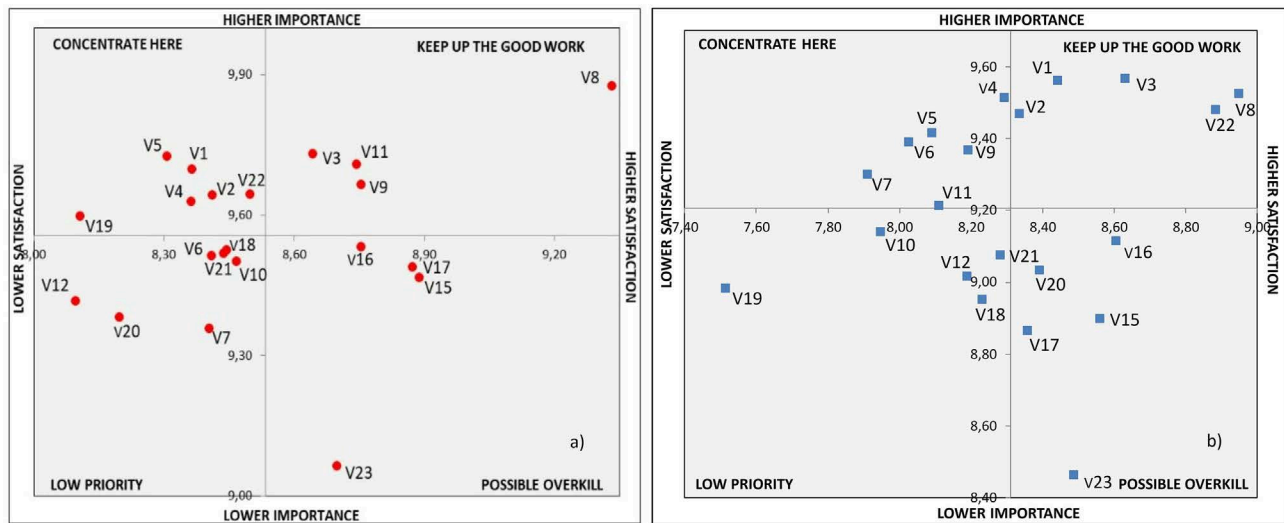 HIGHER IMPORTANCE
CONCENTRATE HERE
KEEP UP THE GOOD WORK
9,90
V8
V5
V1
V3
V11
V4
V2
V22
V9
V19
9,60
LOWER SATISFACTION
HIGHER SATISFACTION
8,00
8,30
8,60
8,90
9,20
V6
V18
V21
V10
V16
V17
V15
V12
V20
V7
9,30
a)
V23
LOW PRIORITY
POSSIBLE OVERKILL
9,00
LOWER IMPORTANCE
HIGHER IMPORTANCE
CONCENTRATE HERE
KEEP UP THE GOOD WORK
9,60
V1
V3
V4
V2
V8
V22
V5
V6
9,40
V9
V7
V11
9,20
LOWER SATISFACTION
HIGHER SATISFACTION
7,40
7,60
7,80
8,00
8,20
8,40
8,60
8,80
9,00
V10
V16
V21
V12
9,00
V20
V19
V18
V15
V17
8,80
8,60
b)
V23
LOW PRIORITY
POSSIBLE OVERKILL
8,40
LOWER IMPORTANCE